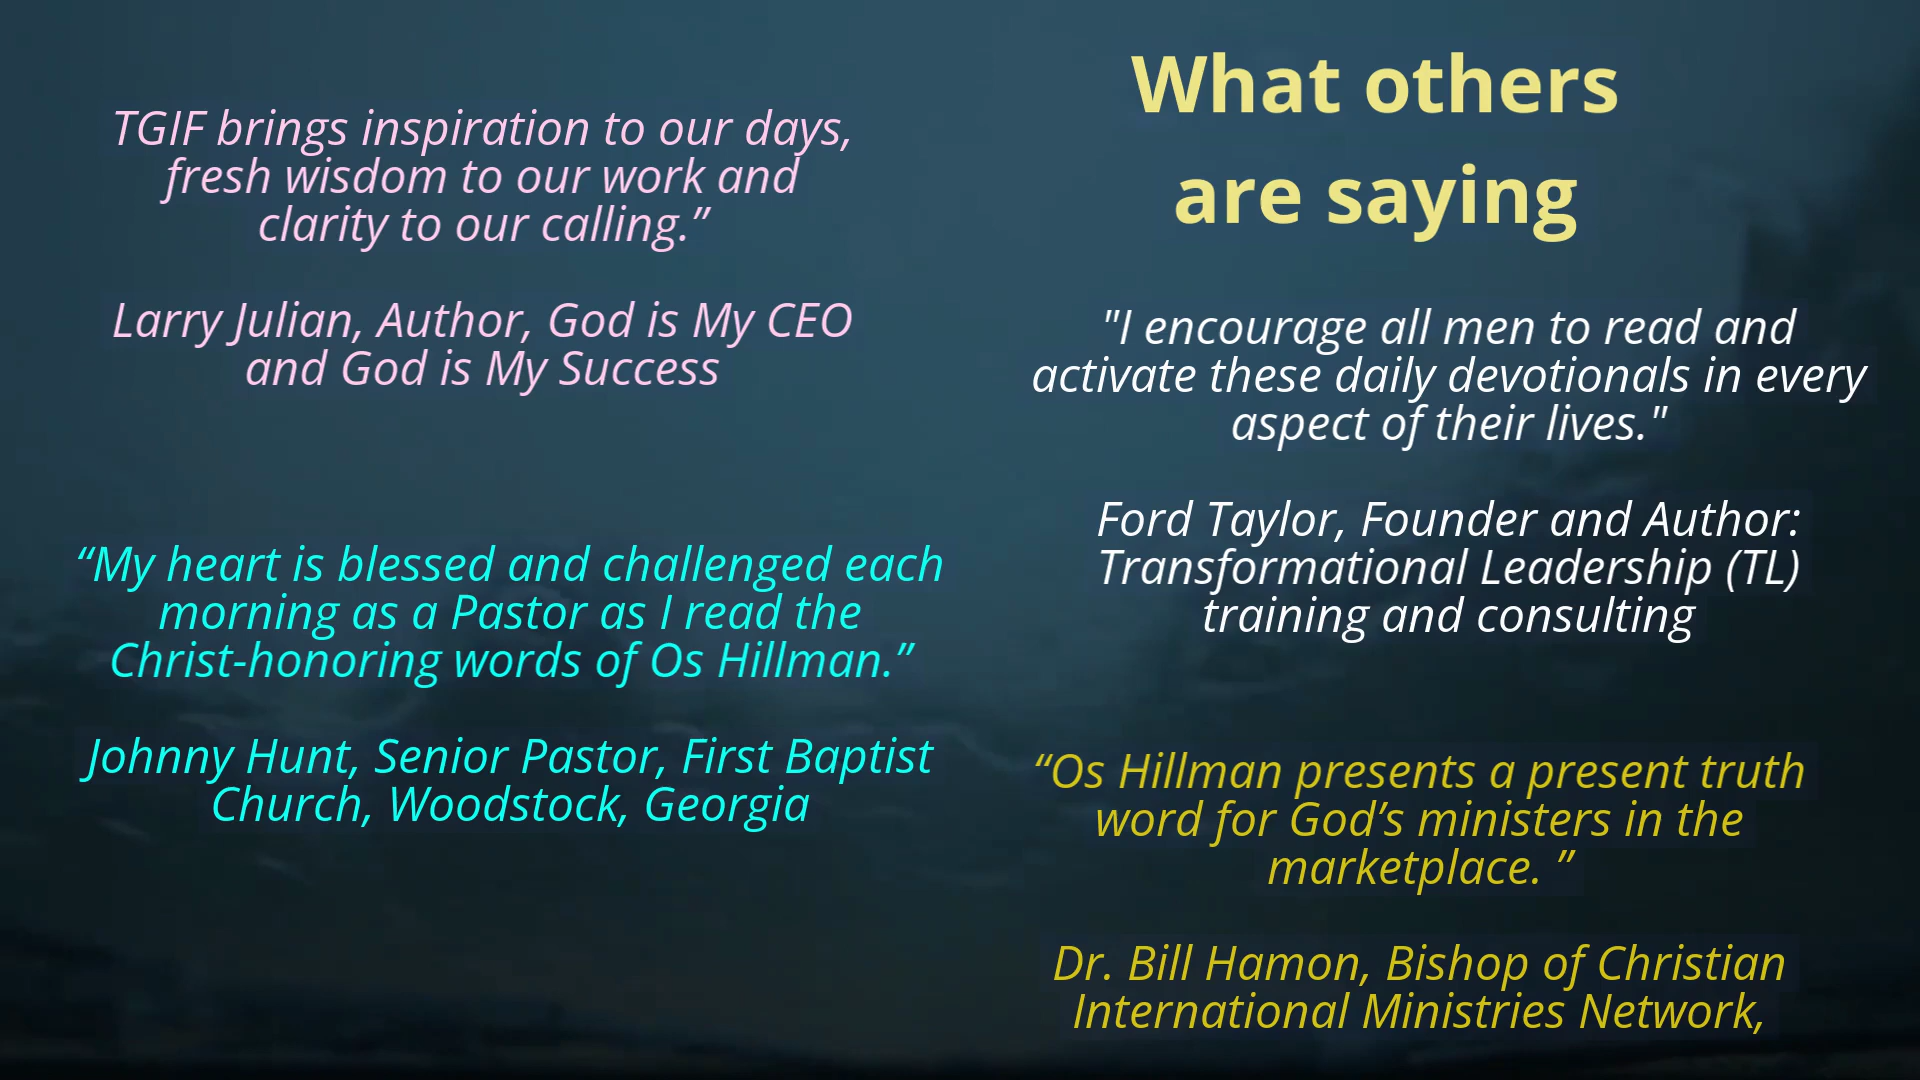 What others
are saying
TGIF brings inspiration to our days,
fresh wisdom to our work and
clarity to our calling.”
Larry Julian, Author, God is My CEO
and God is My Success
“My heart is blessed and challenged each
morning as a Pastor as I read the
Christ-honoring words of Os Hillman.”
Johnny Hunt, Senior Pastor, First Baptist
Church, Woodstock, Georgia
"I encourage all men to read and
activate these daily devotionals in every
aspect of their lives."
Ford Taylor, Founder and Author:
Transformational Leadership (TL)
training and consulting
“Os Hillman presents a present truth
word for God’s ministers in the
marketplace. ”
Dr. Bill Hamon, Bishop of Christian
International Ministries Network,